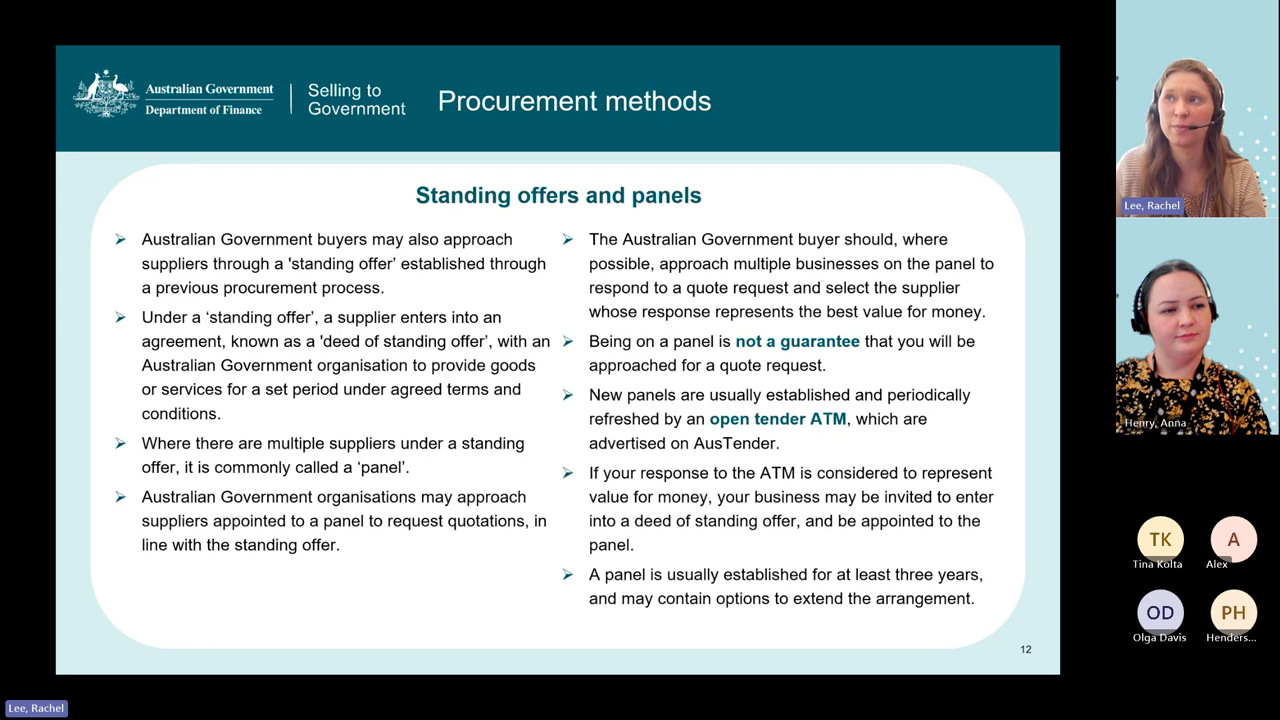 Australian Government
Department of Finance
Selling to
Government
Procurement methods
Standing offers and panels
Australian Government buyers may also approach
suppliers through a 'standing offer’ established through
a previous procurement process.
Under a ‘standing offer’, a supplier enters into an
agreement, known as a 'deed of standing offer’, with an
Australian Government organisation to provide goods
or services for a set period under agreed terms and
conditions.
Where there are multiple suppliers under a standing
offer, it is commonly called a ‘panel’.
Australian Government organisations may approach
suppliers appointed to a panel to request quotations, in
line with the standing offer.
The Australian Government buyer should, where
possible, approach multiple businesses on the panel to
respond to a quote request and select the supplier
whose response represents the best value for money.
Being on a panel is not a guarantee that you will be
approached for a quote request.
New panels are usually established and periodically
refreshed by an open tender ATM, which are
advertised on AusTender.
If your response to the ATM is considered to represent
value for money, your business may be invited to enter
into a deed of standing offer, and be appointed to the
panel.
A panel is usually established for at least three years,
and may contain options to extend the arrangement.
12
Lee, Rachel
Henry, Anna
TK
Tina Kolta
A
Alex
OD
Olga Davis
PH
Henders...
Lee, Rachel